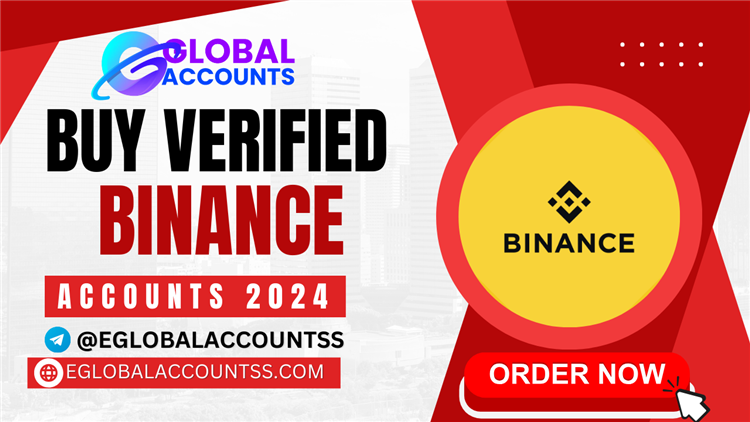 GLOBAL
ACCOUNTS
BUY VERIFIED
BINANCE
ACCOUNTS 2024
@EGLOBALACCOUNTSS
EGLOBALACCOUNTSS.COM
BINANCE
ORDER NOW